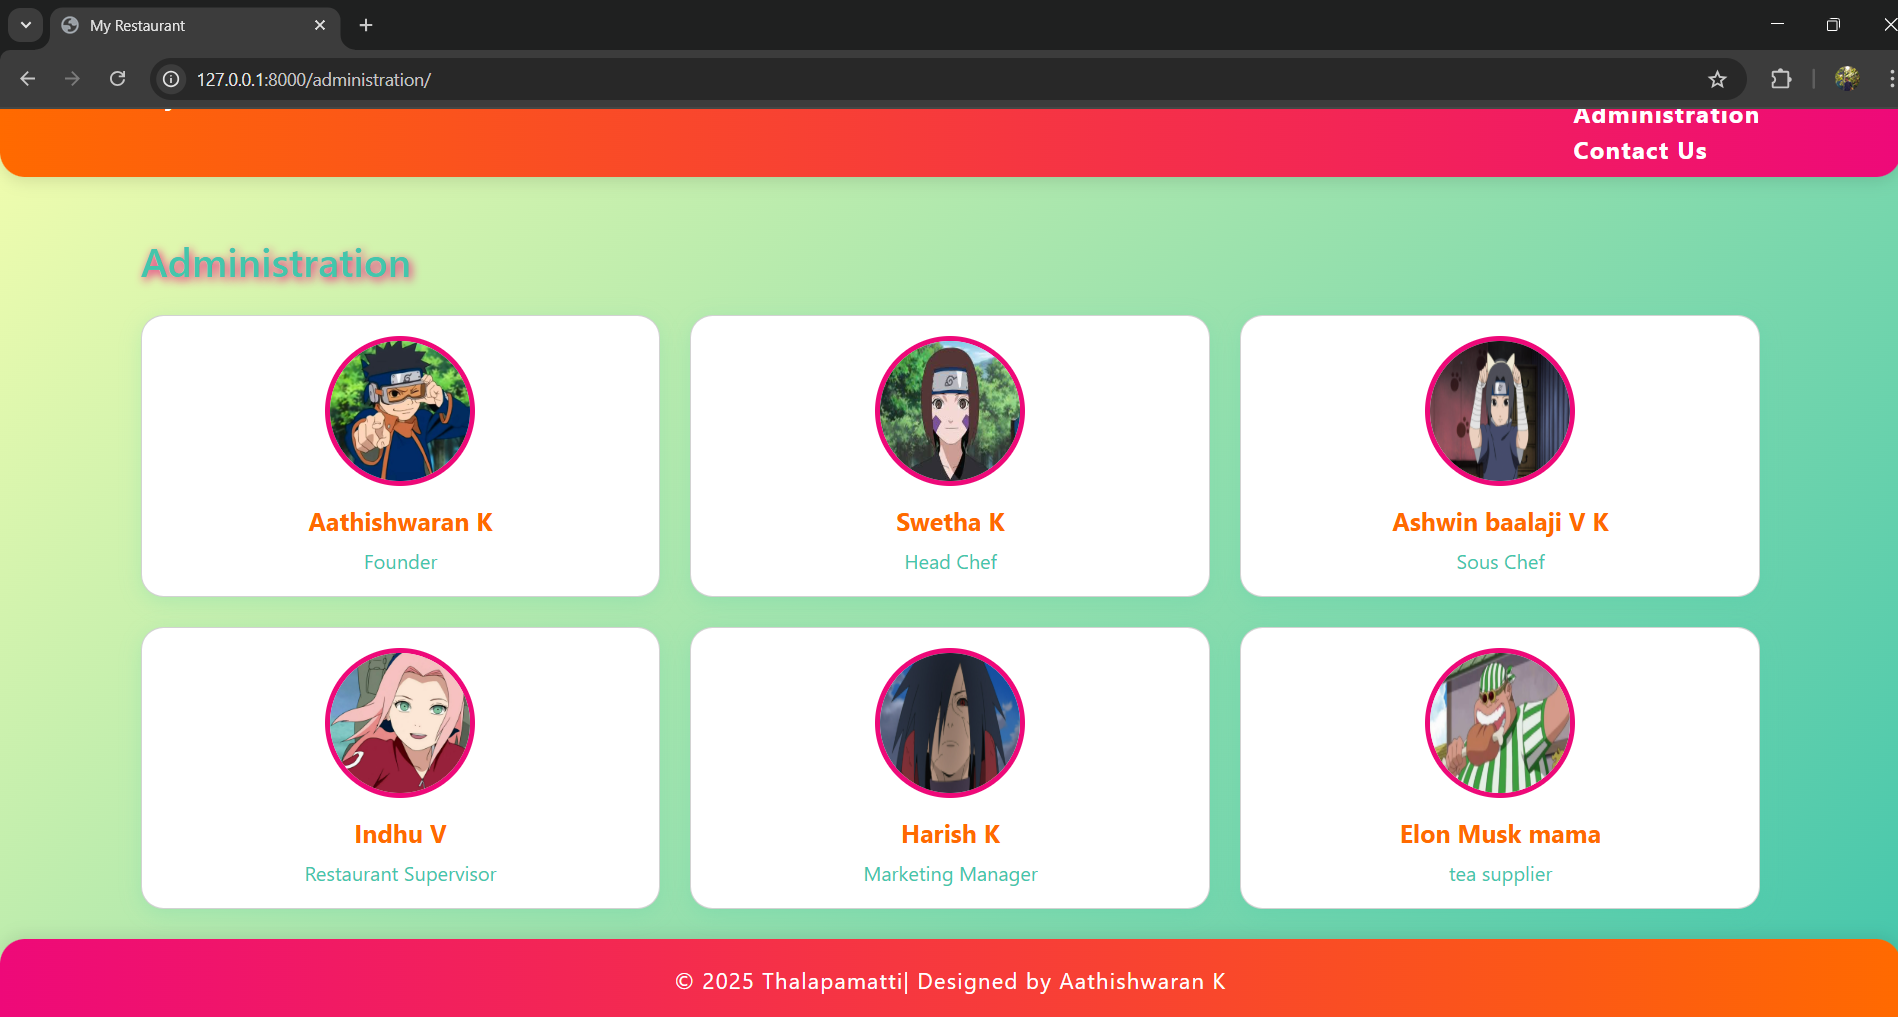 My Restaurant
127.0.0.1:8000/administration/
Administration
Contact Us
Administration
Aathishwaran K
Founder
Swetha K
Head Chef
Ashwin baalaji V K
Sous Chef
Indhu V
Restaurant Supervisor
Harish K
Marketing Manager
Elon Musk mama
tea supplier
© 2025 Thalapamatti| Designed by Aathishwaran K